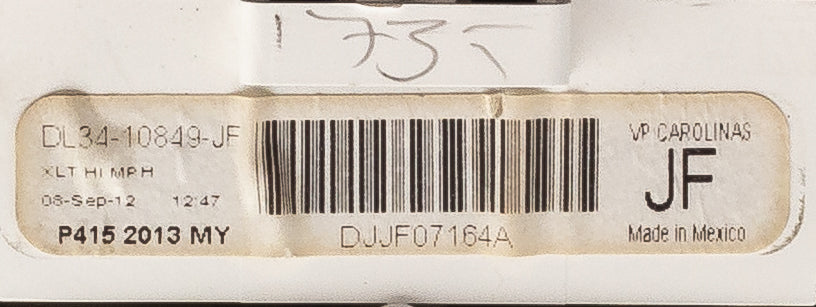 1735
DL34-10849-JF
XLT HI MPH
08-Sep-12 12:47
P415 2013 MY
DJJF07164A
VP CAROLINAS
JF
Made in Mexico